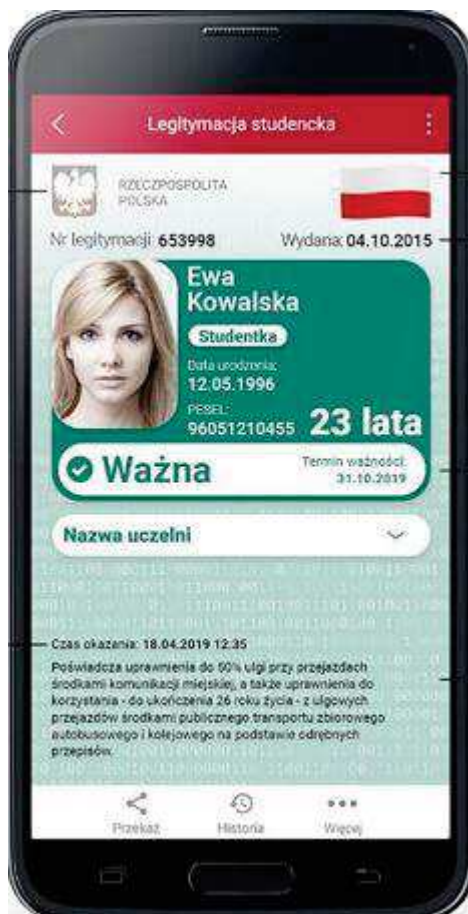 Legitymacja studencka
RZECZPOSPOLITA
POLSKA
Nr legitymacji: 653998 Wydana: 04.10.2015
Ewa
Kowalska
Studentka
Data urodzenia:
12.05.1996
PESEL:
96051210455 23 lata
Ważna
Termin ważności:
31.10.2019
Nazwa uczelni
Czas okazania: 18.04.2019 12:35
Poświadcza uprawnienia do 50% ulgi przy przejazdach
środkami komunikacji miejskiej, a także uprawnienia do
korzystania - do ukończenia 26 roku życia - z ulgowych
przejazdów środkami publicznego transportu zbiorowego
autobusowego i kolejowego na podstawie odrębnych
przepisów.
Przekaż Historia Więcej